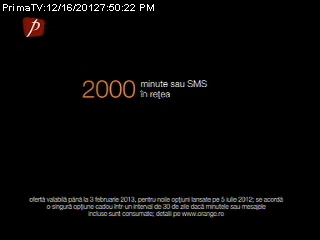 PrimaTV:12/16/20127:50:22 PM
p
2000 minute sau SMS
în rețea
ofertă valabilă până la 3 februarie 2013, pentru noile opțiuni lansate pe 5 iulie 2012; se acordă
o singură opțiune cadou într-un interval de 30 de zile dacă minutele sau mesajele
incluse sunt consumate; detalii pe www.orange.ro